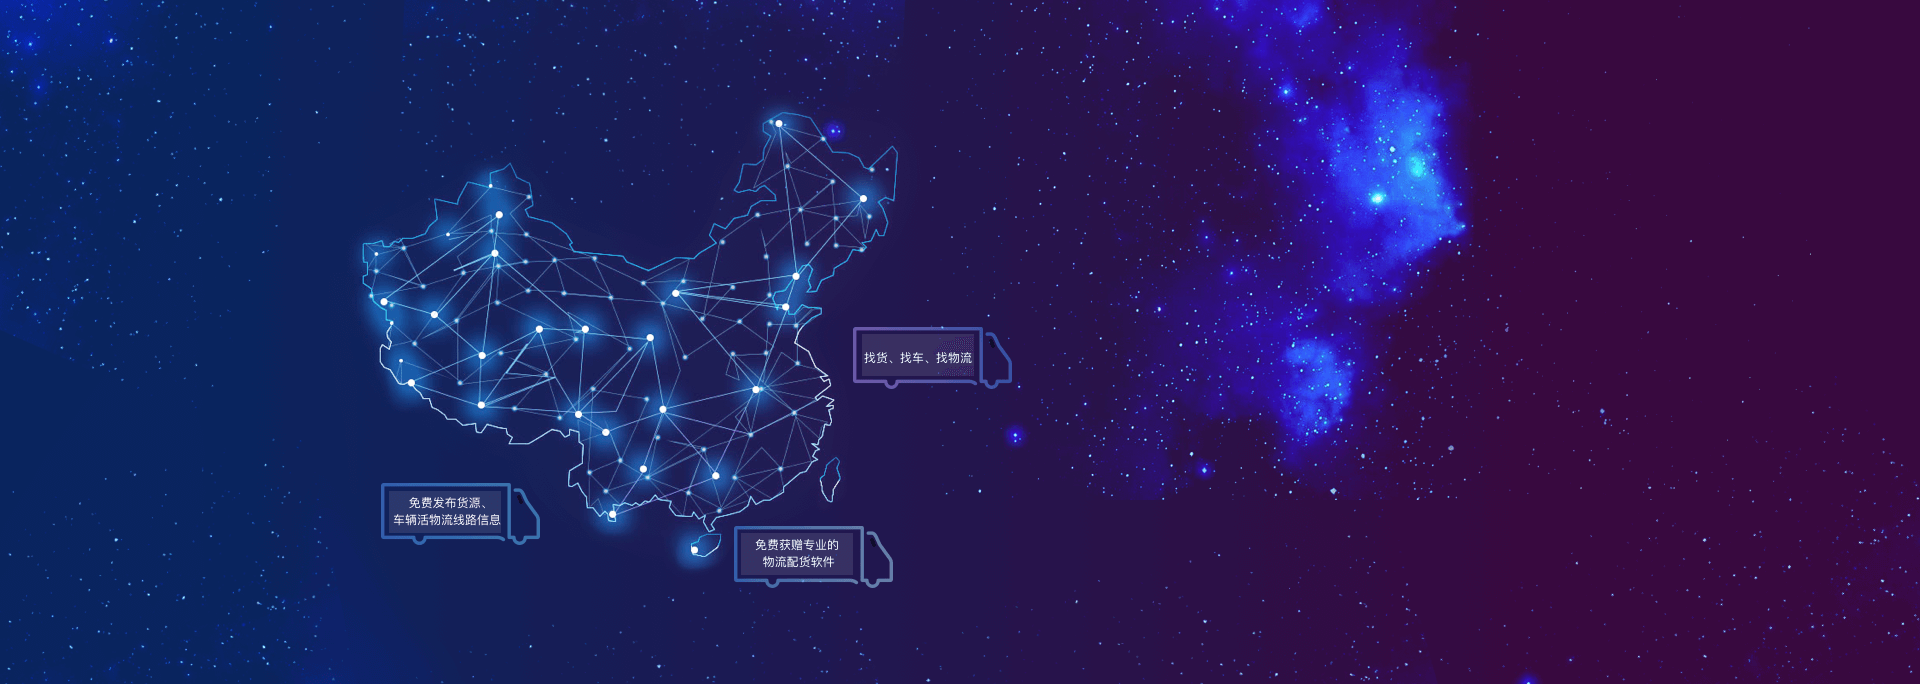 找货、找车、找物流
免费发布货源、
车辆活物流线路信息
免费获赠专业的
物流配货软件